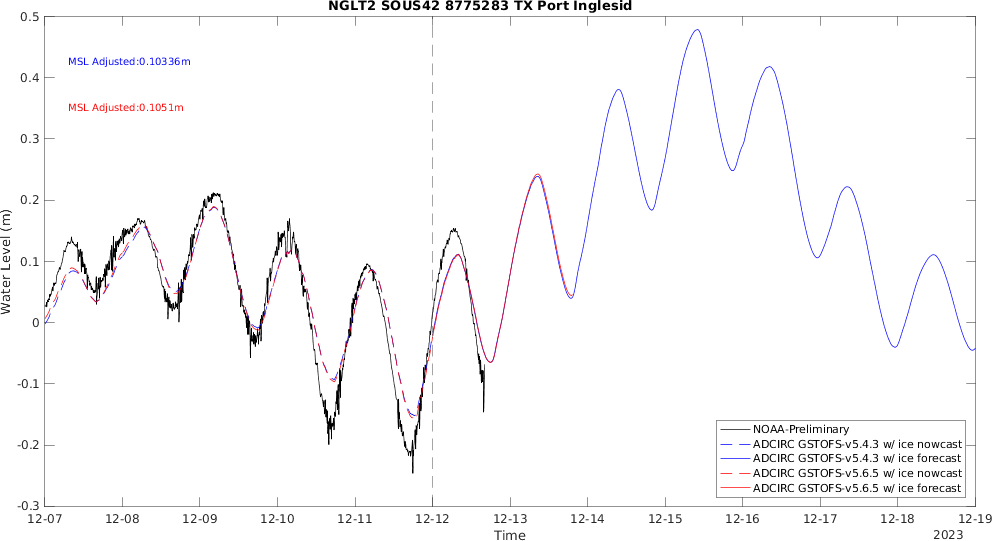 NGLT2 SOUS42 8775283 TX Port Inglesid
0.5
0.4
0.3
0.2
0.1
0
-0.1
-0.2
-0.3
Water Level (m)
MSL Adjusted:0.10336m
MSL Adjusted:0.1051m
NOAA-Preliminary
ADCIRC GSTOFS-v5.4.3 w/ ice nowcast
ADCIRC GSTOFS-v5.4.3 w/ ice forecast
ADCIRC GSTOFS-v5.6.5 w/ ice nowcast
ADCIRC GSTOFS-v5.6.5 w/ ice forecast
12-07 12-08 12-09 12-10 12-11 12-12 12-13 12-14 12-15 12-16 12-17 12-18 12-19
Time
2023